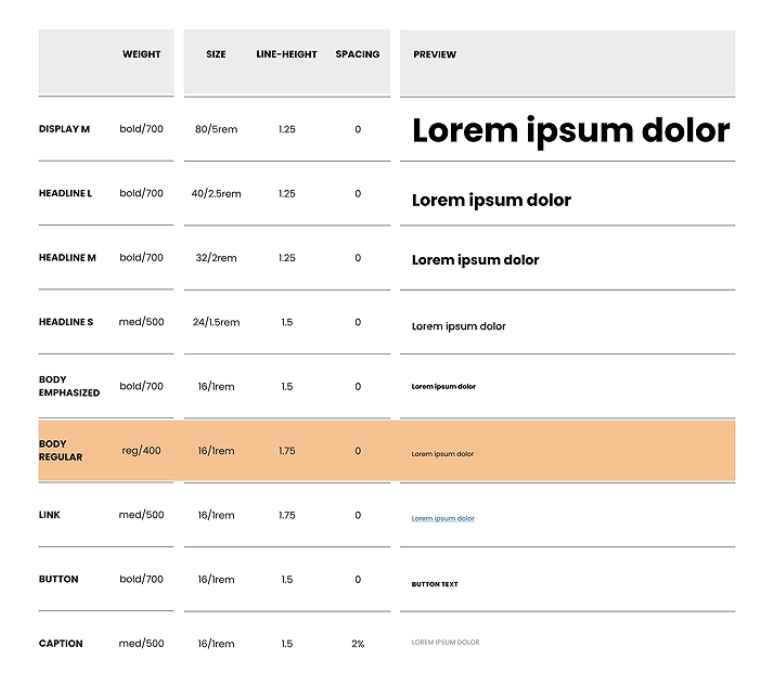 WEIGHT SIZE LINE-HEIGHT SPACING PREVIEW
DISPLAY M bold/700 80/5rem 1.25 0 Lorem ipsum dolor
HEADLINE L bold/700 40/2.5rem 1.25 0 Lorem ipsum dolor
HEADLINE M bold/700 32/2rem 1.25 0 Lorem ipsum dolor
HEADLINE S med/500 24/1.5rem 1.5 0 Lorem ipsum dolor
BODY
EMPHASIZED bold/700 16/1rem 1.5 0 Lorem ipsum dolor
BODY
REGULAR reg/400 16/1rem 1.75 0 Lorem ipsum dolor
LINK med/500 16/1rem 1.75 0 Lorem ipsum dolor
BUTTON bold/700 16/1rem 1.5 0 BUTTON TEXT
CAPTION med/500 16/1rem 1.5 2% LOREM IPSUM DOLOR